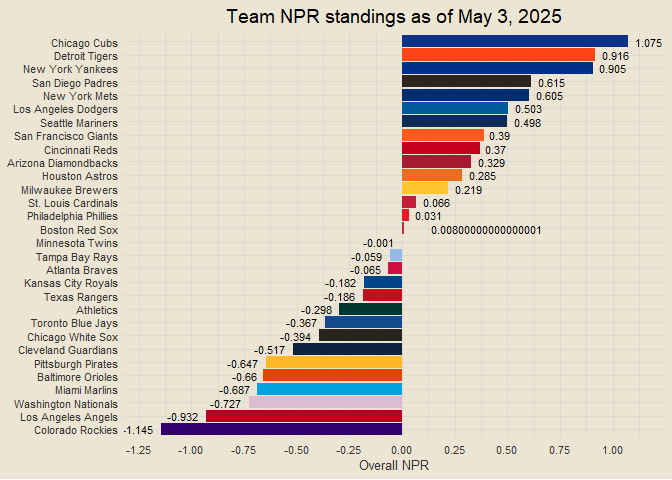 Team NPR standings as of May 3, 2025
Chicago Cubs 1.075
Detroit Tigers 0.916
New York Yankees 0.905
San Diego Padres 0.615
New York Mets 0.605
Los Angeles Dodgers 0.503
Seattle Mariners 0.498
San Francisco Giants 0.39
Cincinnati Reds 0.37
Arizona Diamondbacks 0.329
Houston Astros 0.285
Milwaukee Brewers 0.219
St. Louis Cardinals 0.066
Philadelphia Phillies 0.031
Boston Red Sox 0.00800000000000001
Minnesota Twins -0.001
Tampa Bay Rays -0.059
Atlanta Braves -0.065
Kansas City Royals -0.182
Texas Rangers -0.186
Athletics -0.298
Toronto Blue Jays -0.367
Chicago White Sox -0.394
Cleveland Guardians -0.517
Pittsburgh Pirates -0.647
Baltimore Orioles -0.66
Miami Marlins -0.687
Washington Nationals -0.727
Los Angeles Angels -0.932
Colorado Rockies -1.145
-1.25 -1.00 -0.75 -0.50 -0.25 0.00 0.25 0.50 0.75 1.00
Overall NPR